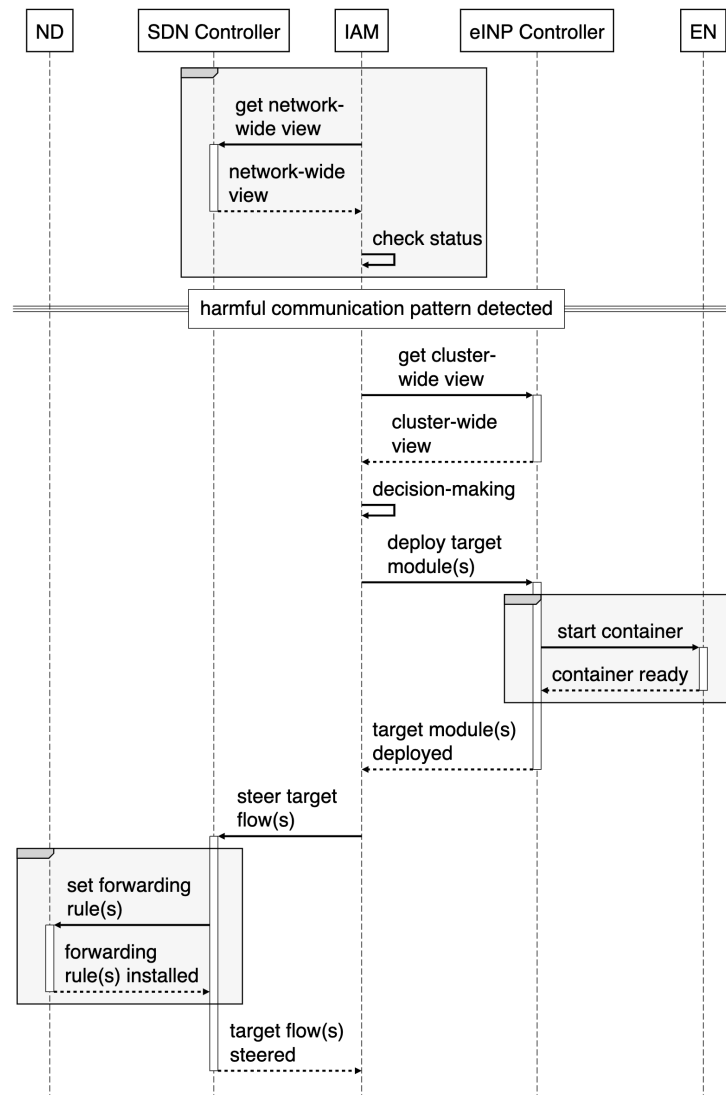 ND
SDN Controller
IAM
eINP Controller
EN
get network-
wide view
network-wide
view
check status
harmful communication pattern detected
get cluster-
wide view
cluster-wide
view
decision-making
deploy target
module(s)
start container
container ready
target module(s)
deployed
steer target
flow(s)
set forwarding
rule(s)
forwarding
rule(s) installed
target flow(s)
steered